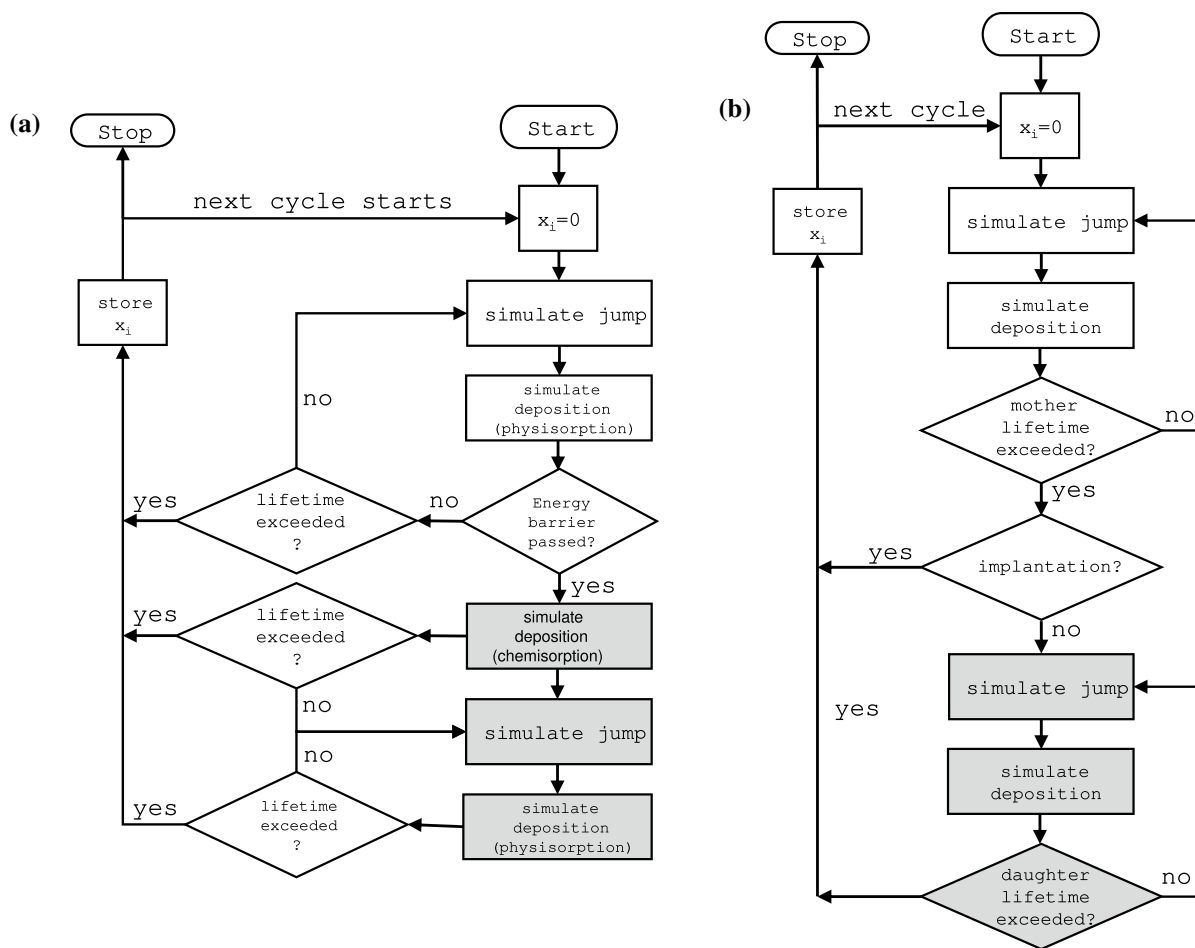 (a)
Stop
Start
next cycle starts
x_i=0
store
x_i
simulate jump
no
simulate
deposition
(physisorption)
yes
lifetime
exceeded
?
no
Energy
barrier
passed?
yes
yes
lifetime
exceeded
?
simulate
deposition
(chemisorption)
no
simulate jump
no
yes
lifetime
exceeded
?
simulate
deposition
(physisorption)
(b)
Stop
Start
next cycle
x_i=0
store
x_i
simulate jump
simulate
deposition
mother
lifetime
exceeded?
no
yes
yes
implantation?
no
simulate jump
yes
simulate
deposition
daughter
lifetime
exceeded?
no